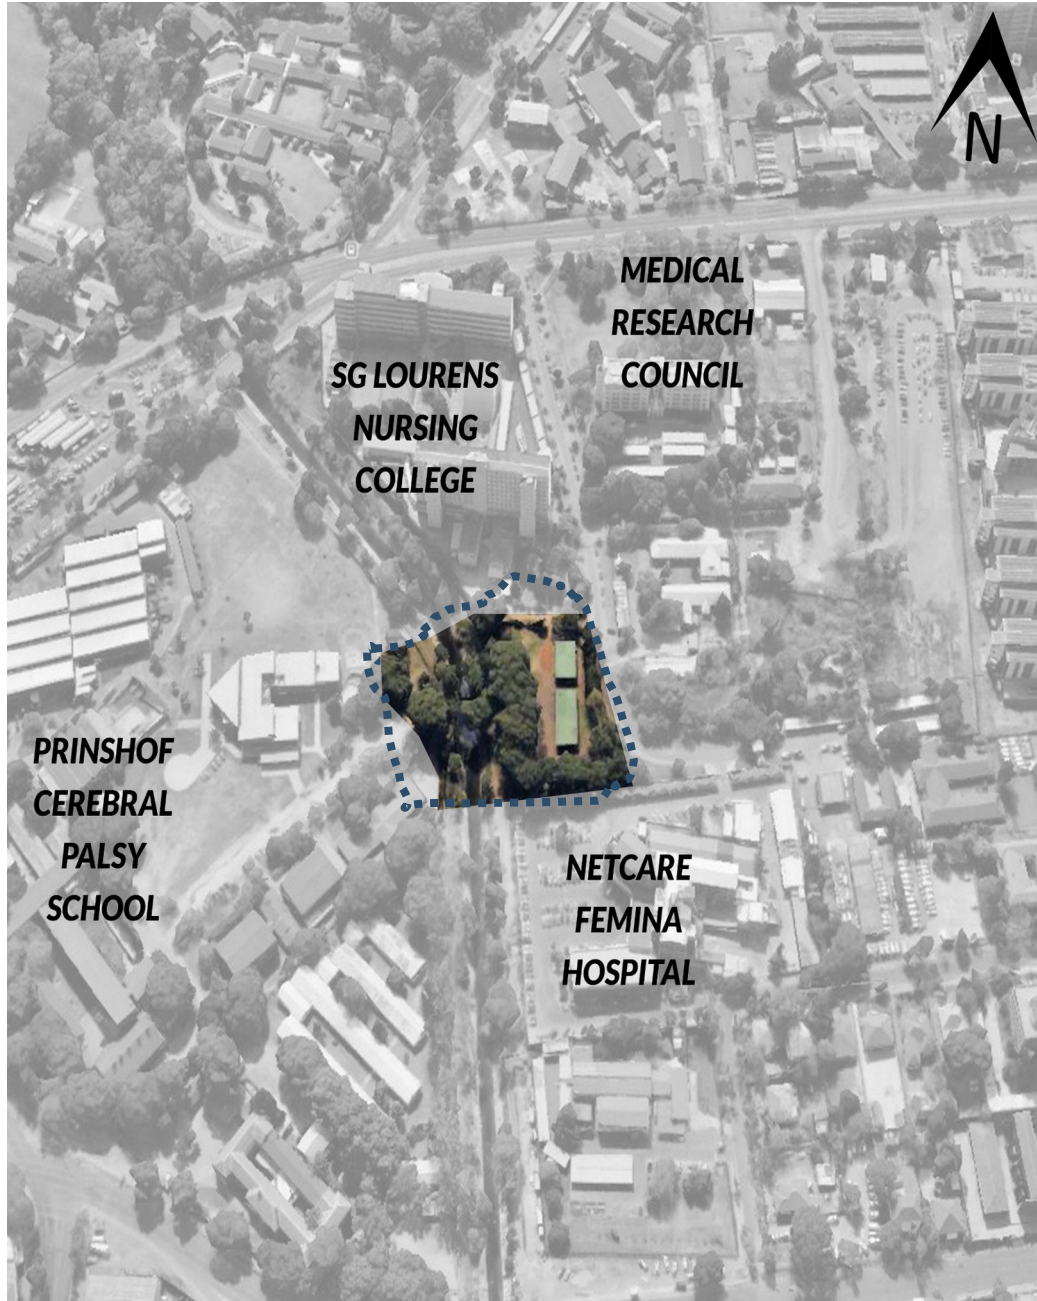 N
MEDICAL
RESEARCH
COUNCIL
SG LOURENS
NURSING
COLLEGE
PRINSHOF
CEREBRAL
PALSY
SCHOOL
NETCARE
FEMINA
HOSPITAL